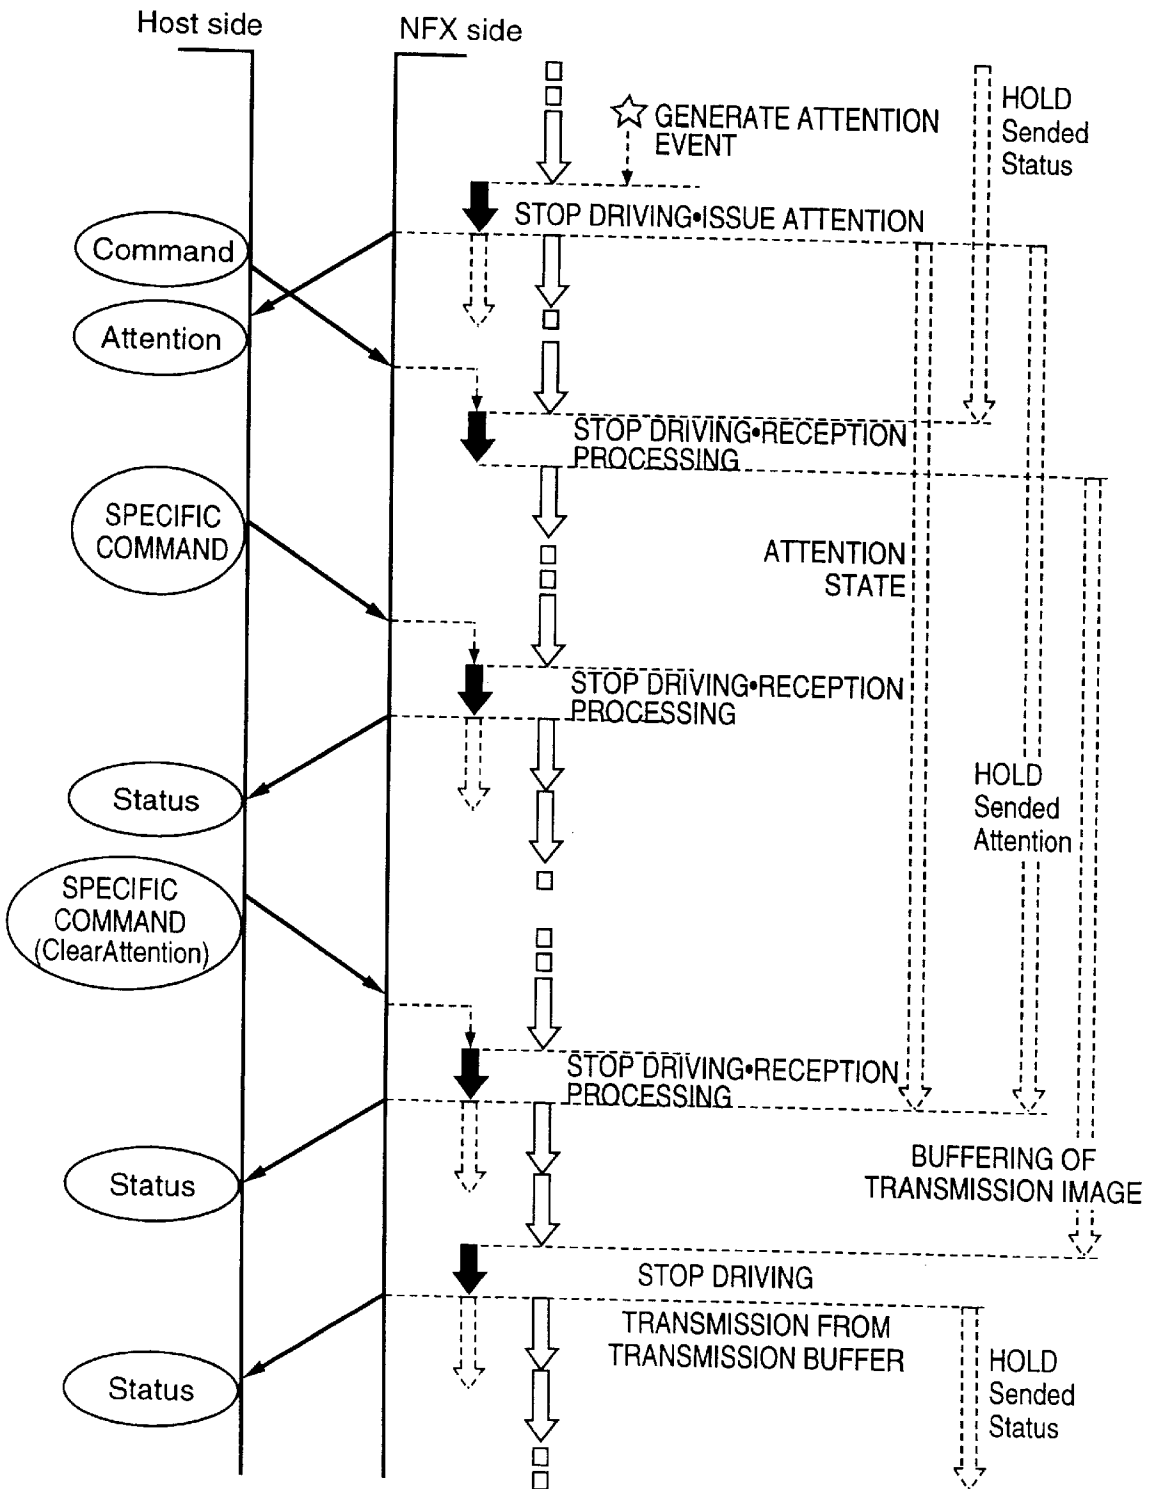 Host side
NFX side
HOLD
Sended
Status
GENERATE ATTENTION
EVENT
STOP DRIVING•ISSUE ATTENTION
Command
Attention
STOP DRIVING•RECEPTION
PROCESSING
SPECIFIC
COMMAND
ATTENTION
STATE
STOP DRIVING•RECEPTION
PROCESSING
Status
HOLD
Sended
Attention
SPECIFIC
COMMAND
(ClearAttention)
STOP DRIVING•RECEPTION
PROCESSING
Status
BUFFERING OF
TRANSMISSION IMAGE
STOP DRIVING
TRANSMISSION FROM
TRANSMISSION BUFFER
Status
HOLD
Sended
Status